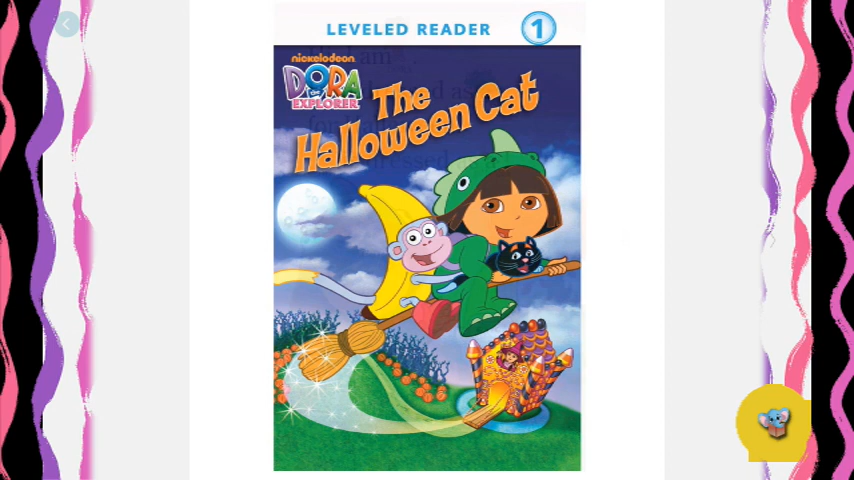 LEVELED READER 1
nickelodeon
DORA
the
EXPLORER
The
Halloween Cat